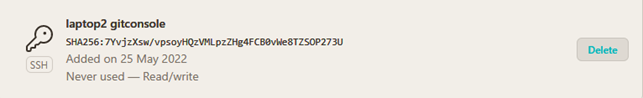 laptop2 gitconsole
SHA256:7YvjzXsw/vpsoyHQzVMLpzZHg4FCB0vWe8TZSOP273U
SSH
Added on 25 May 2022
Never used — Read/write
Delete